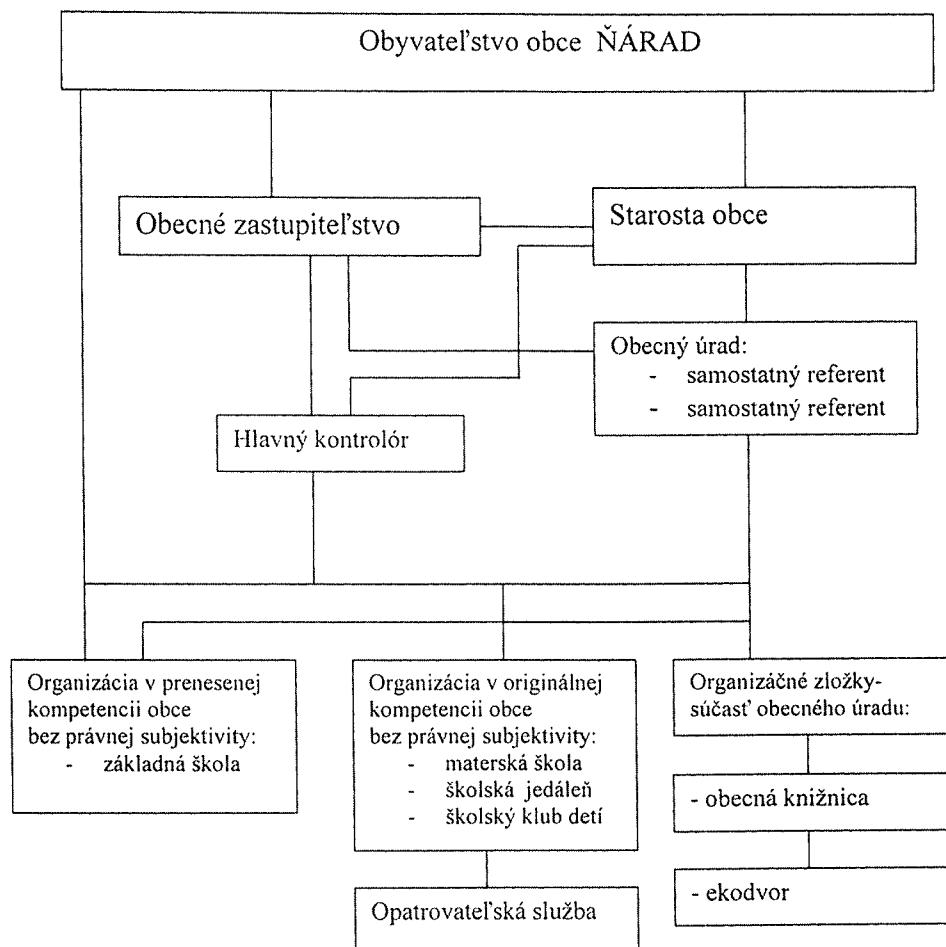 Obyvateľstvo obce ŇÁRAD
Obecné zastupiteľstvo
Starosta obce
Obecný úrad:
- samostatný referent
- samostatný referent
Hlavný kontrolór
Organizácia v prenesenej
kompetencii obce
bez právnej subjektivity:
- základná škola
Organizácia v originálnej
kompetencii obce
bez právnej subjektivity:
- materská škola
- školská jedáleň
- školský klub detí
Organizáčné zložky-
súčasť obecného úradu:
- obecná knižnica
- ekodvor
Opatrovateľská služba